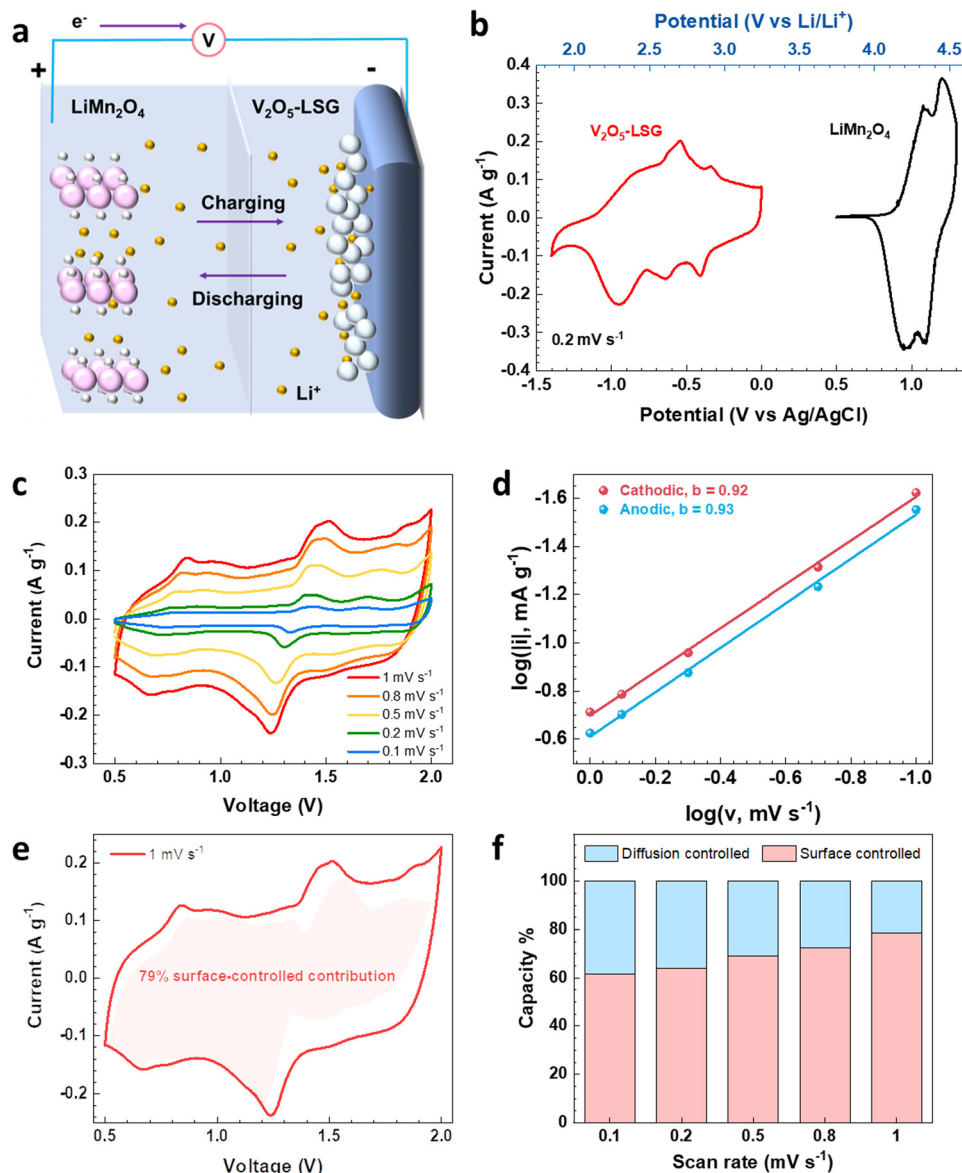 a
e⁻
V
+
-
LiMn₂O₄
V₂O₅-LSG
Charging
Discharging
Li⁺
b
Potential (V vs Li/Li⁺)
2.0 2.5 3.0 3.5 4.0 4.5
Current (A g⁻¹)
0.4
0.3
0.2
0.1
0.0
-0.1
-0.2
-0.3
-0.4
V₂O₅-LSG
LiMn₂O₄
0.2 mV s⁻¹
-1.5 -1.0 -0.5 0.0 0.5 1.0
Potential (V vs Ag/AgCl)
c
Current (A g⁻¹)
0.3
0.2
0.1
0.0
-0.1
-0.2
-0.3
1 mV s⁻¹
0.8 mV s⁻¹
0.5 mV s⁻¹
0.2 mV s⁻¹
0.1 mV s⁻¹
0.5 1.0 1.5 2.0
Voltage (V)
d
log(|i|, mA g⁻¹)
-1.6
-1.4
-1.2
-1.0
-0.8
-0.6
Cathodic, b = 0.92
Anodic, b = 0.93
0.0 -0.2 -0.4 -0.6 -0.8 -1.0
log(v, mV s⁻¹)
e
Current (A g⁻¹)
0.2
0.1
0.0
-0.1
-0.2
1 mV s⁻¹
79% surface-controlled contribution
0.5 1.0 1.5 2.0
Voltage (V)
f
Capacity %
100
80
60
40
20
0
Diffusion controlled Surface controlled
0.1 0.2 0.5 0.8 1
Scan rate (mV s⁻¹)